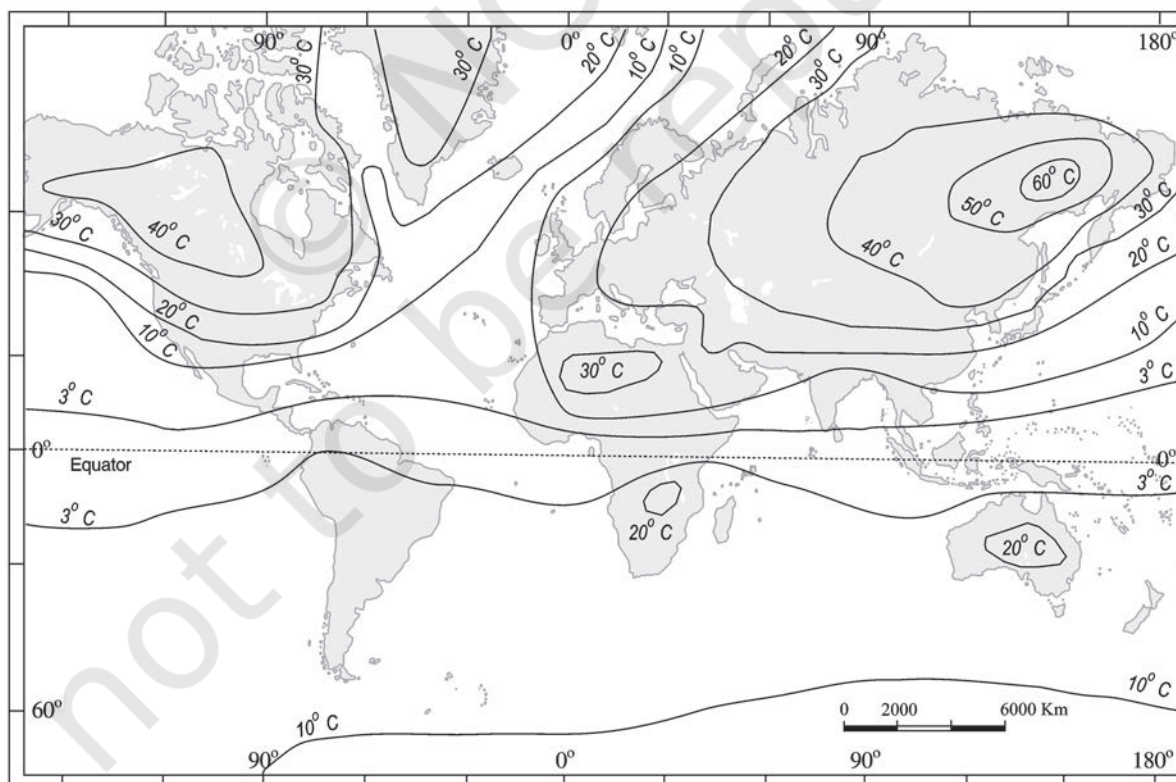 90° 0° 90° 180°
30° C 30° C 20° C 10° C 10° C 20° C 30° C
60° C
50° C
40° C 40° C 30° C
30° C 20° C
20° C
10° C 10° C
30° C 3° C
3° C
0° 0°
Equator
3° C
3° C
20° C 20° C
10° C
60° 0 2000 6000 Km
10° C
90° 0° 90° 180°
not to be rep
©